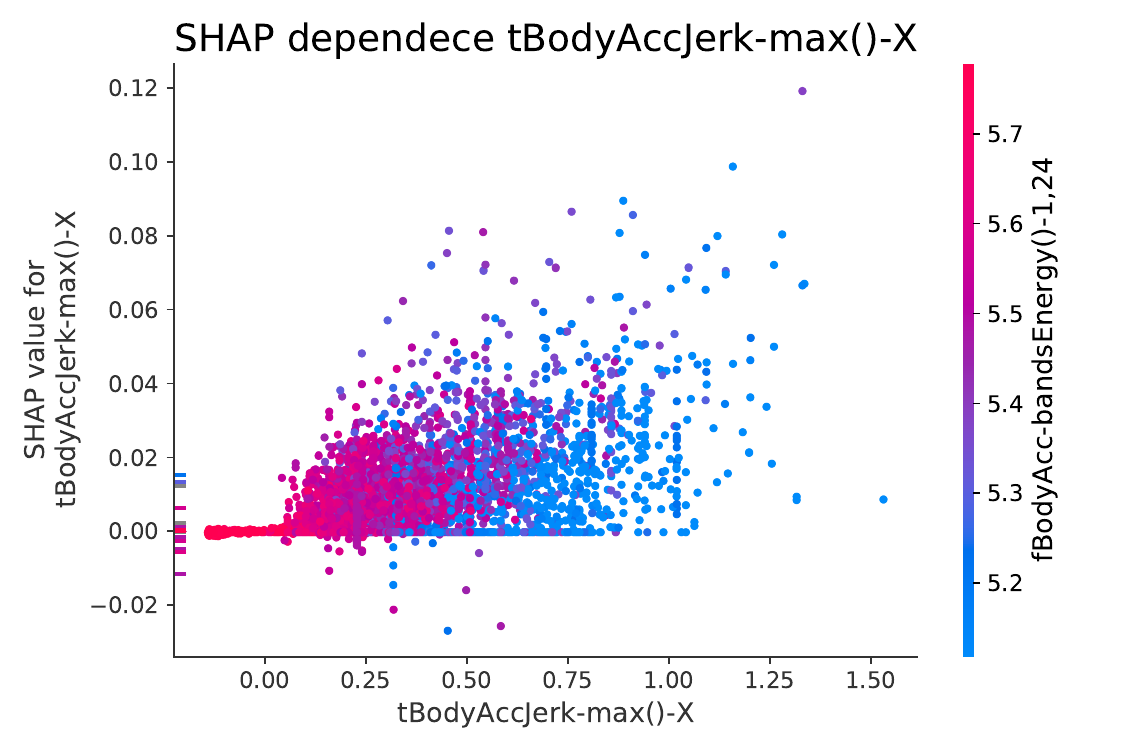 SHAP dependece tBodyAccJerk-max()-X
SHAP value for
tBodyAccJerk-max()-X
0.12
0.10
0.08
0.06
0.04
0.02
0.00
−0.02
0.00 0.25 0.50 0.75 1.00 1.25 1.50
tBodyAccJerk-max()-X
5.7
5.6
5.5
5.4
5.3
5.2
fBodyAcc-bandsEnergy()-1,24